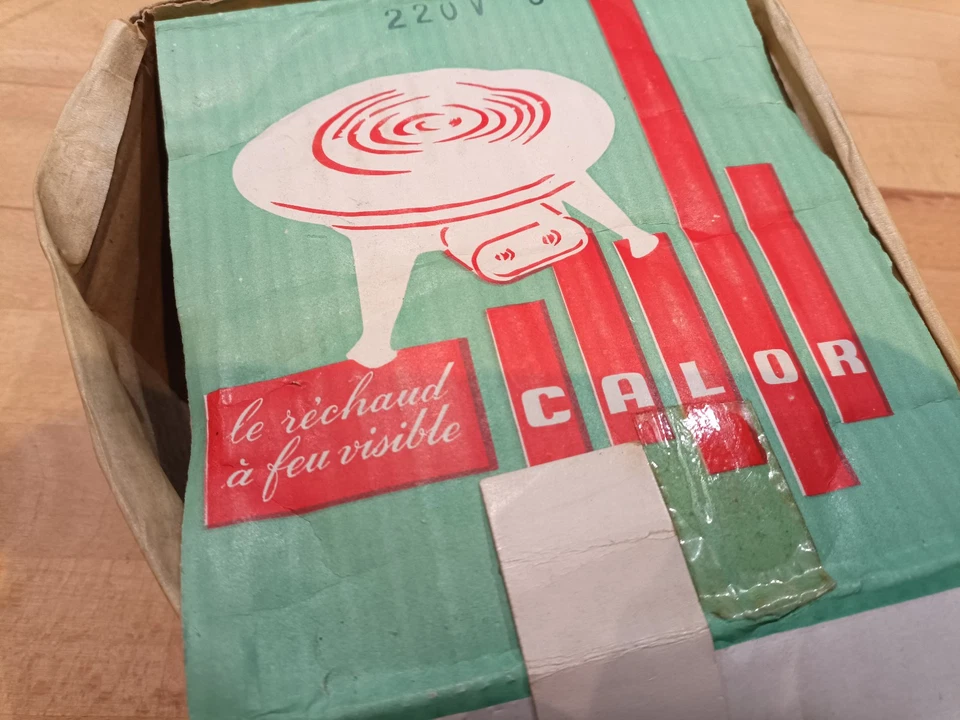 220V
le réchaud
à feu visible
CALOR